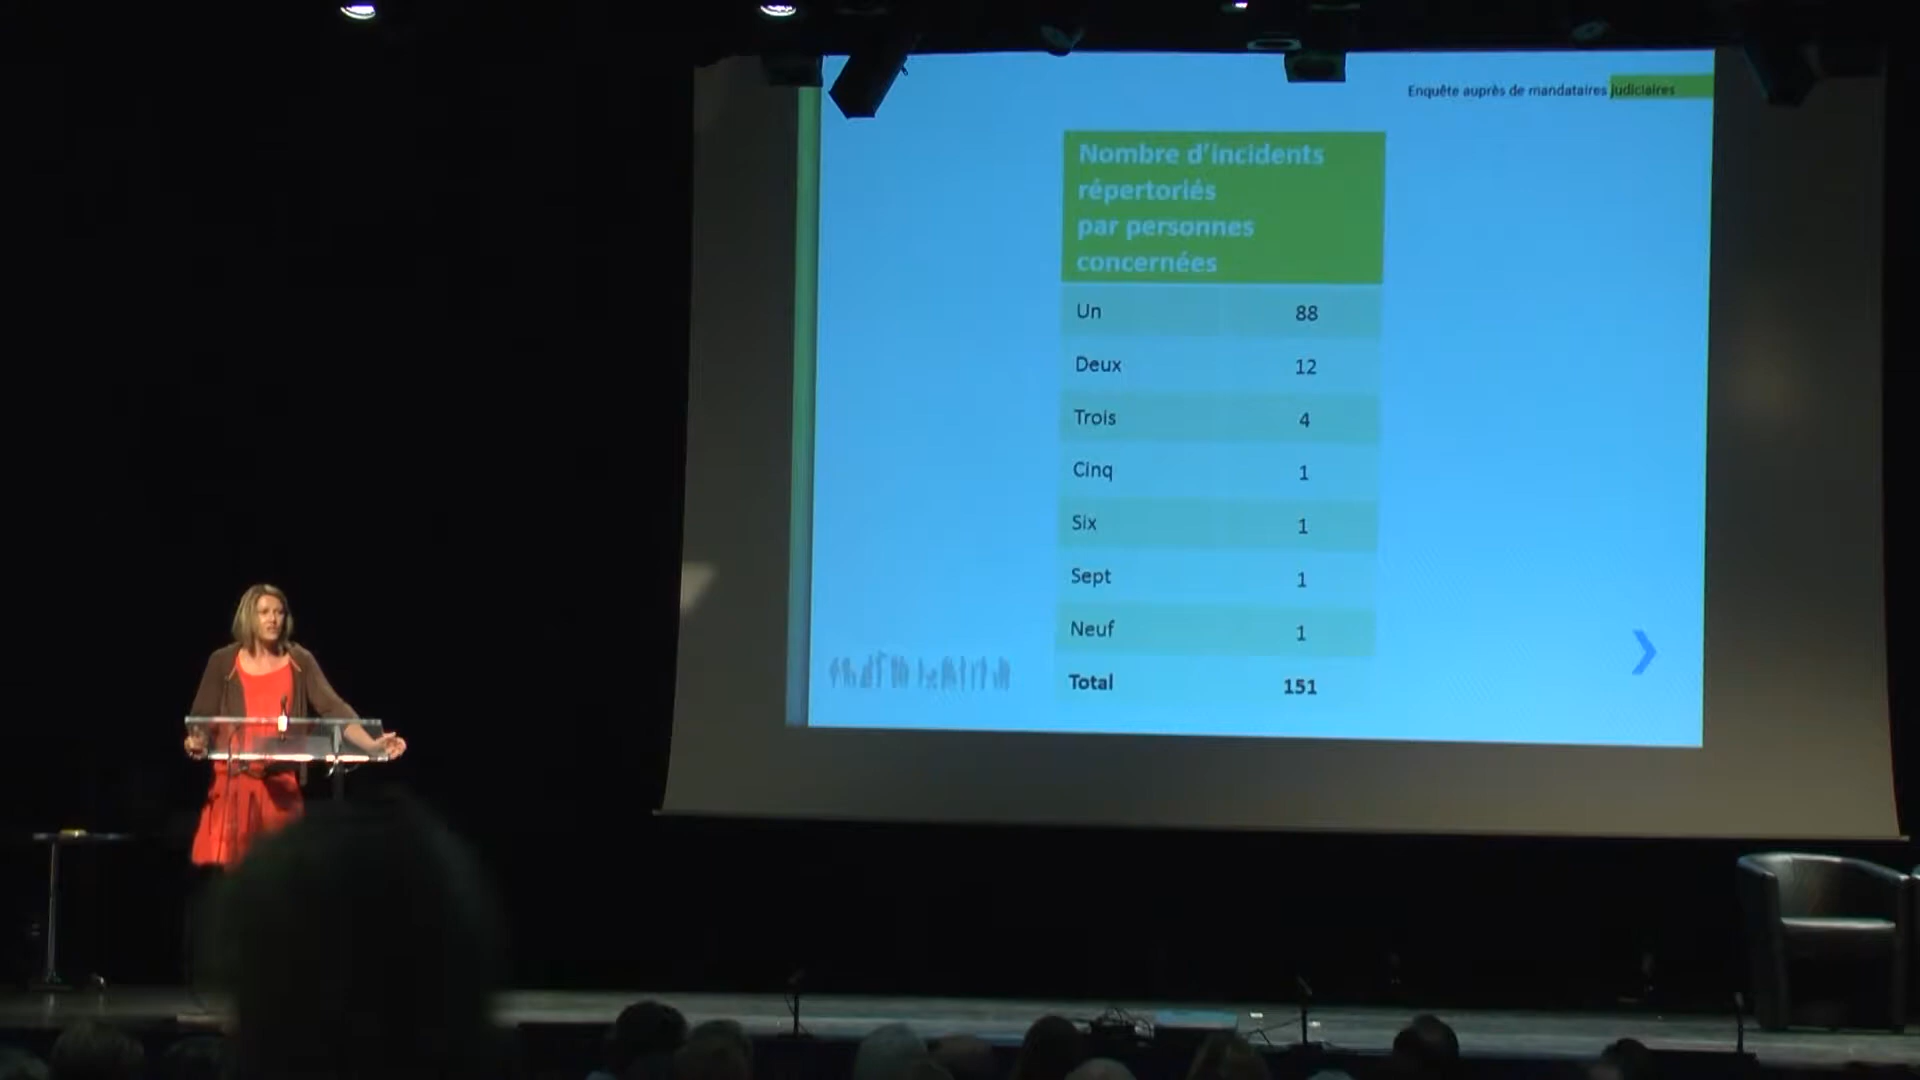 Enquête auprès de mandataires judiciaires
Nombre d'incidents
répertoriés
par personnes
concernées
Un 88
Deux 12
Trois 4
Cinq 1
Six 1
Sept 1
Neuf 1
Total 151